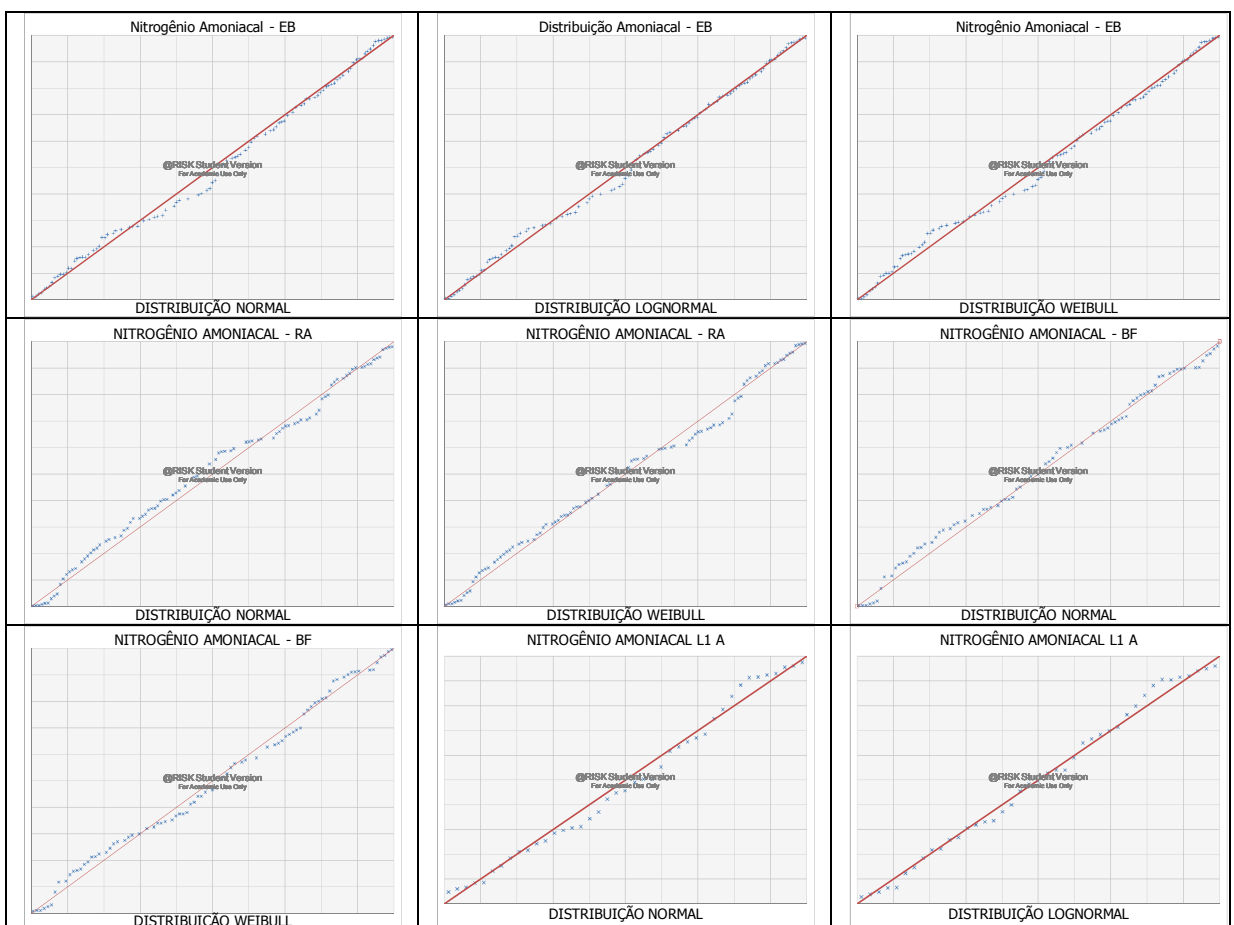 Nitrogênio Amoniacal - EB
@RISK Student Version
For Academic Use Only
DISTRIBUIÇÃO NORMAL
Distribuição Amoniacal - EB
@RISK Student Version
For Academic Use Only
DISTRIBUIÇÃO LOGNORMAL
Nitrogênio Amoniacal - EB
@RISK Student Version
For Academic Use Only
DISTRIBUIÇÃO WEIBULL
NITROGÊNIO AMONIACAL - RA
@RISK Student Version
For Academic Use Only
DISTRIBUIÇÃO NORMAL
NITROGÊNIO AMONIACAL - RA
@RISK Student Version
For Academic Use Only
DISTRIBUIÇÃO WEIBULL
NITROGÊNIO AMONIACAL - BF
@RISK Student Version
For Academic Use Only
DISTRIBUIÇÃO NORMAL
NITROGÊNIO AMONIACAL - BF
@RISK Student Version
For Academic Use Only
DISTRIBUIÇÃO WEIBULL
NITROGÊNIO AMONIACAL L1 A
@RISK Student Version
For Academic Use Only
DISTRIBUIÇÃO NORMAL
NITROGÊNIO AMONIACAL L1 A
@RISK Student Version
For Academic Use Only
DISTRIBUIÇÃO LOGNORMAL